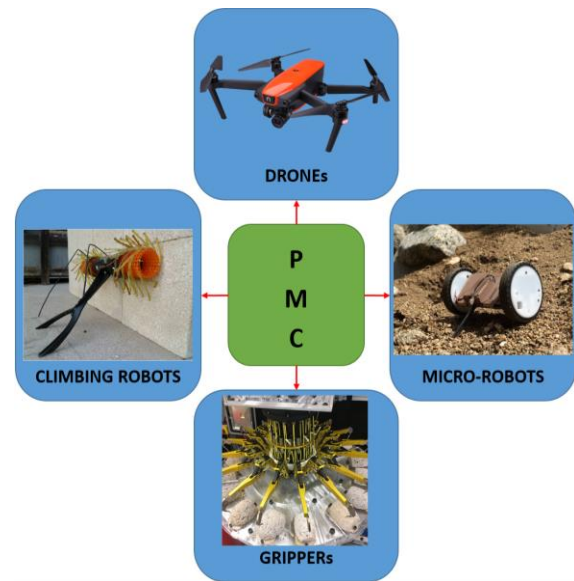 DRONEs
P
M
C
CLIMBING ROBOTS
MICRO-ROBOTS
GRIPPERs